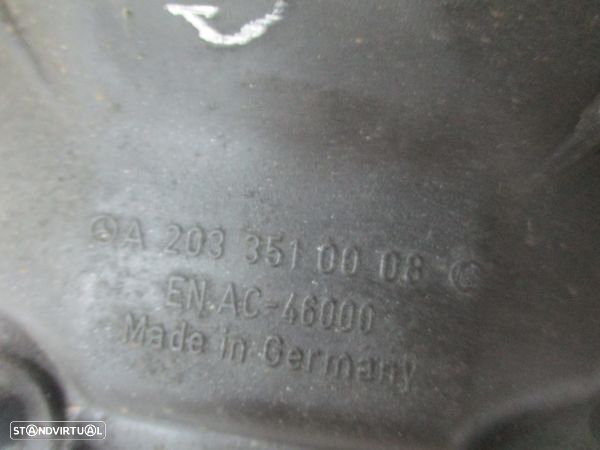 A 203 351 00 08
EN AC-46000
Made in Germany
STANDVIRTUAL